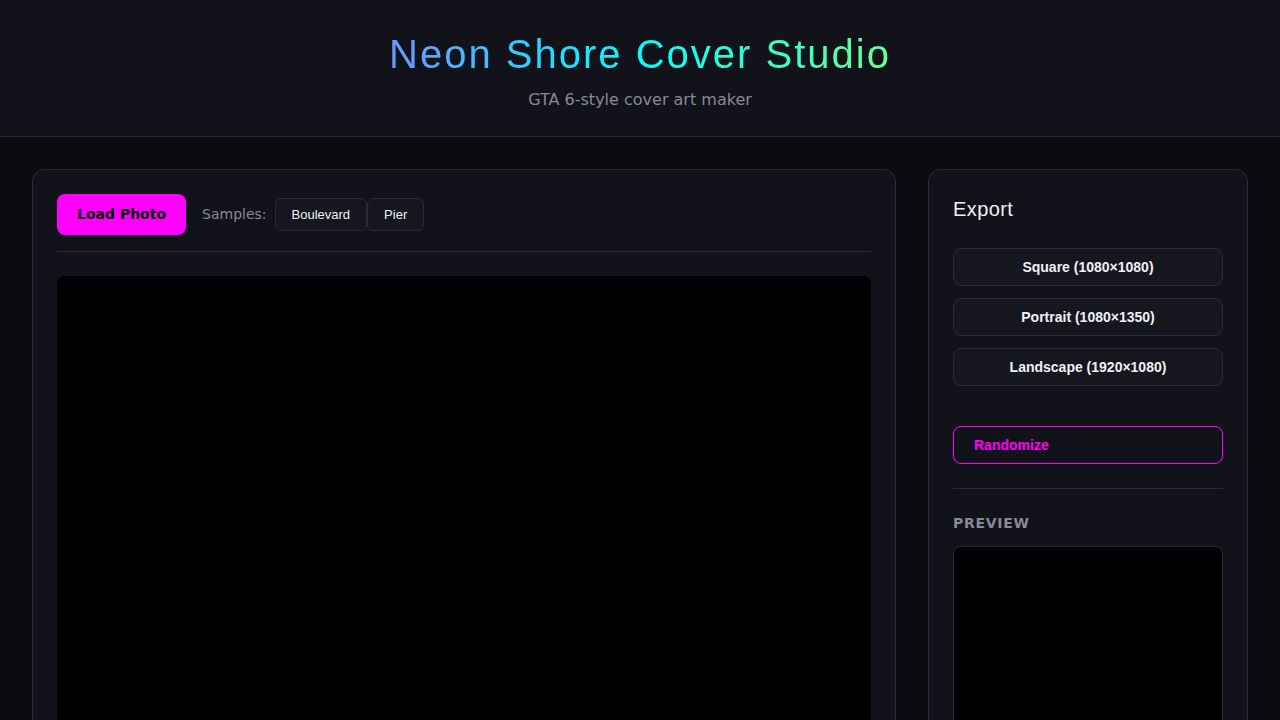 Neon Shore Cover Studio
GTA 6-style cover art maker
Load Photo
Samples:
Boulevard
Pier
Export
Square (1080×1080)
Portrait (1080×1350)
Landscape (1920×1080)
Randomize
PREVIEW